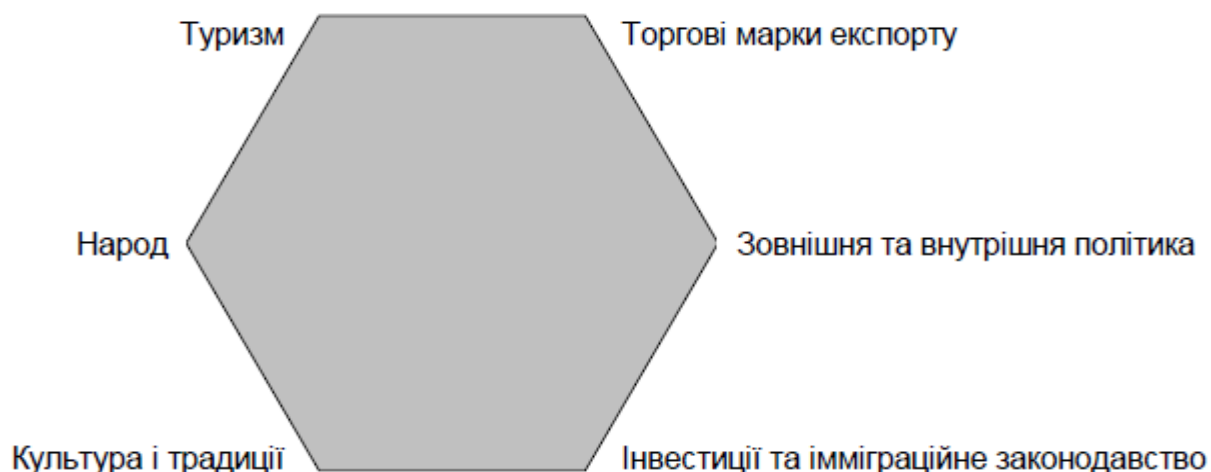 Туризм
Торгові марки експорту
Народ
Зовнішня та внутрішня політика
Культура і традиції
Інвестиції та імміграційне законодавство